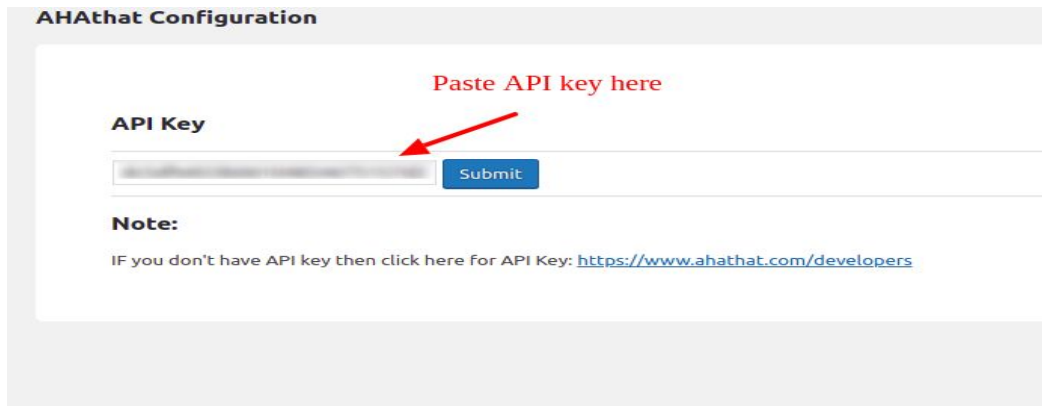 AHAthat Configuration
Paste API key here
API Key
Submit
Note:
IF you don't have API key then click here for API Key: https://www.ahathat.com/developers